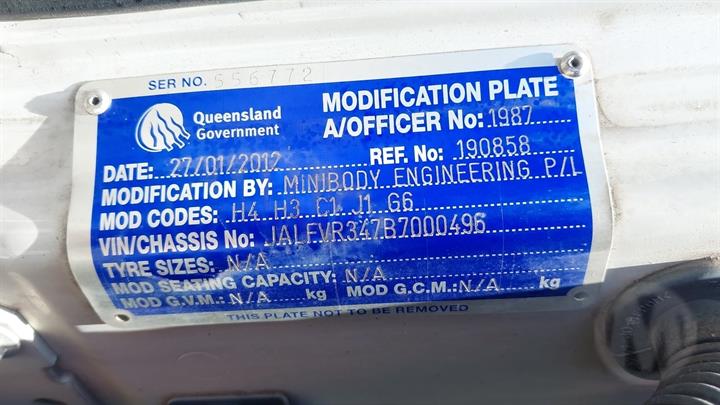 SER NO. 556772
Queensland Government
MODIFICATION PLATE
A/OFFICER No: 1987
DATE: 27/01/2012 REF. No: 190858
MODIFICATION BY: MINIBODY ENGINEERING P/L
MOD CODES: H4 H3 C1 J1 G6
VIN/CHASSIS No: JALFVR347B7000496
TYRE SIZES: N/A
MOD SEATING CAPACITY: N/A
MOD G.V.M: N/A kg MOD G.C.M.: N/A kg
THIS PLATE NOT TO BE REMOVED